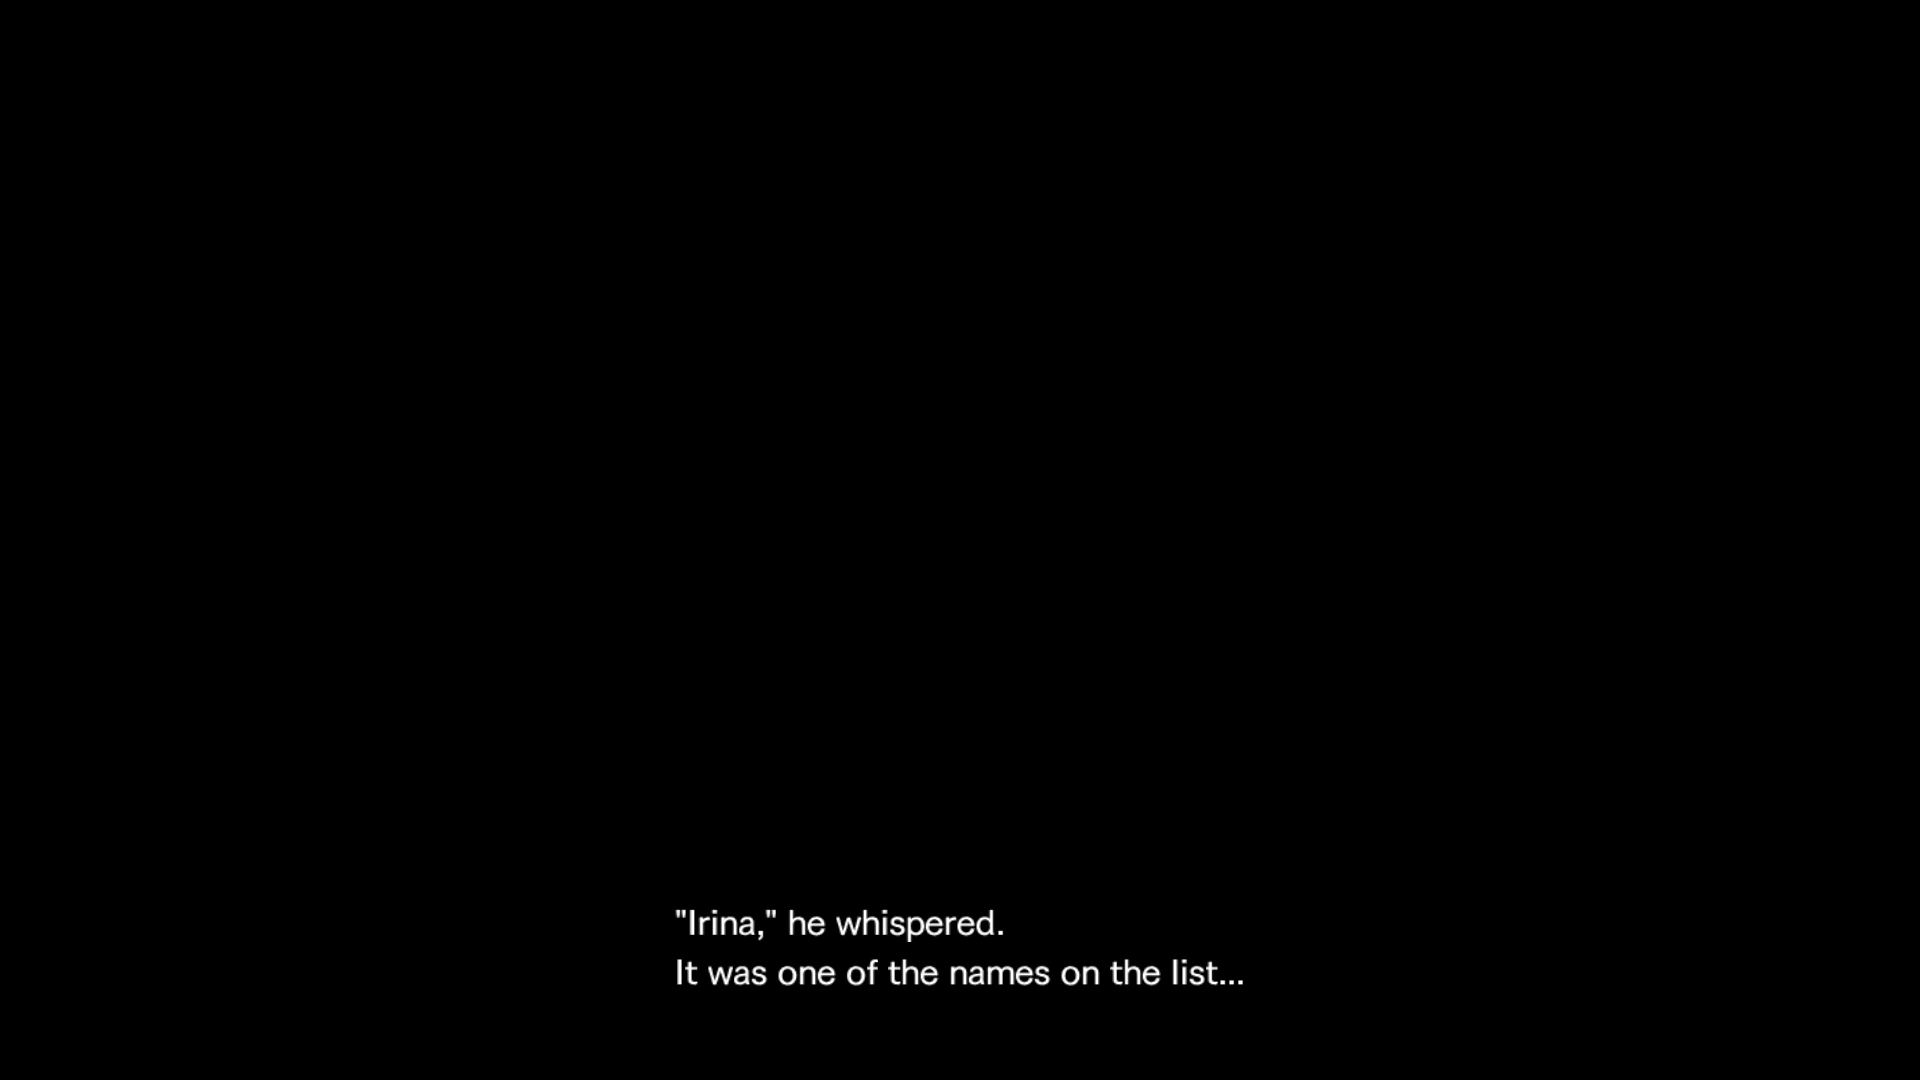 "Irina," he whispered.
It was one of the names on the list...